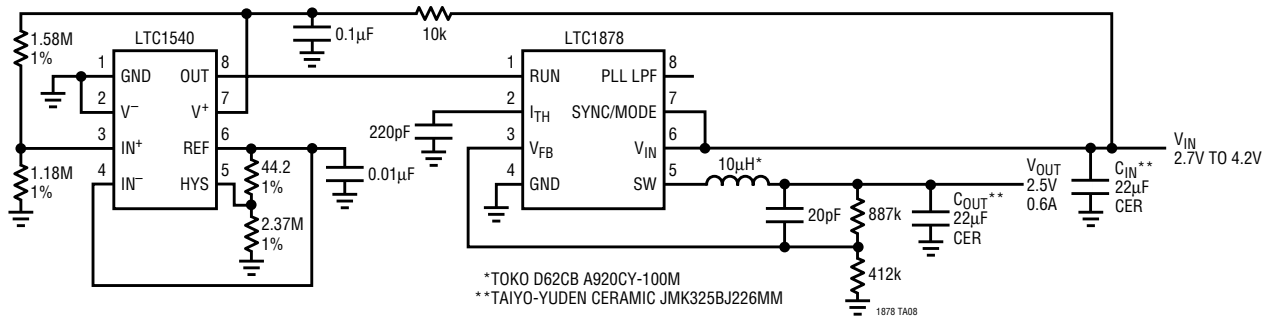 1.58M
1%
LTC1540
0.1µF
10k
LTC1878
1
GND
OUT
8
2
V–
V+
7
3
IN+
REF
6
4
IN–
HYS
5
1.18M
1%
44.2
1%
2.37M
1%
0.01µF
220pF
1
RUN
PLL LPF
8
2
ITH
SYNC/MODE
7
3
VFB
VIN
6
4
GND
SW
5
10µH*
20pF
887k
412k
VOUT
2.5V
0.6A
COUT**
22µF
CER
CIN**
22µF
CER
VIN
2.7V TO 4.2V
*TOKO D62CB A920CY-100M
**TAIYO-YUDEN CERAMIC JMK325BJ226MM
1878 TA08